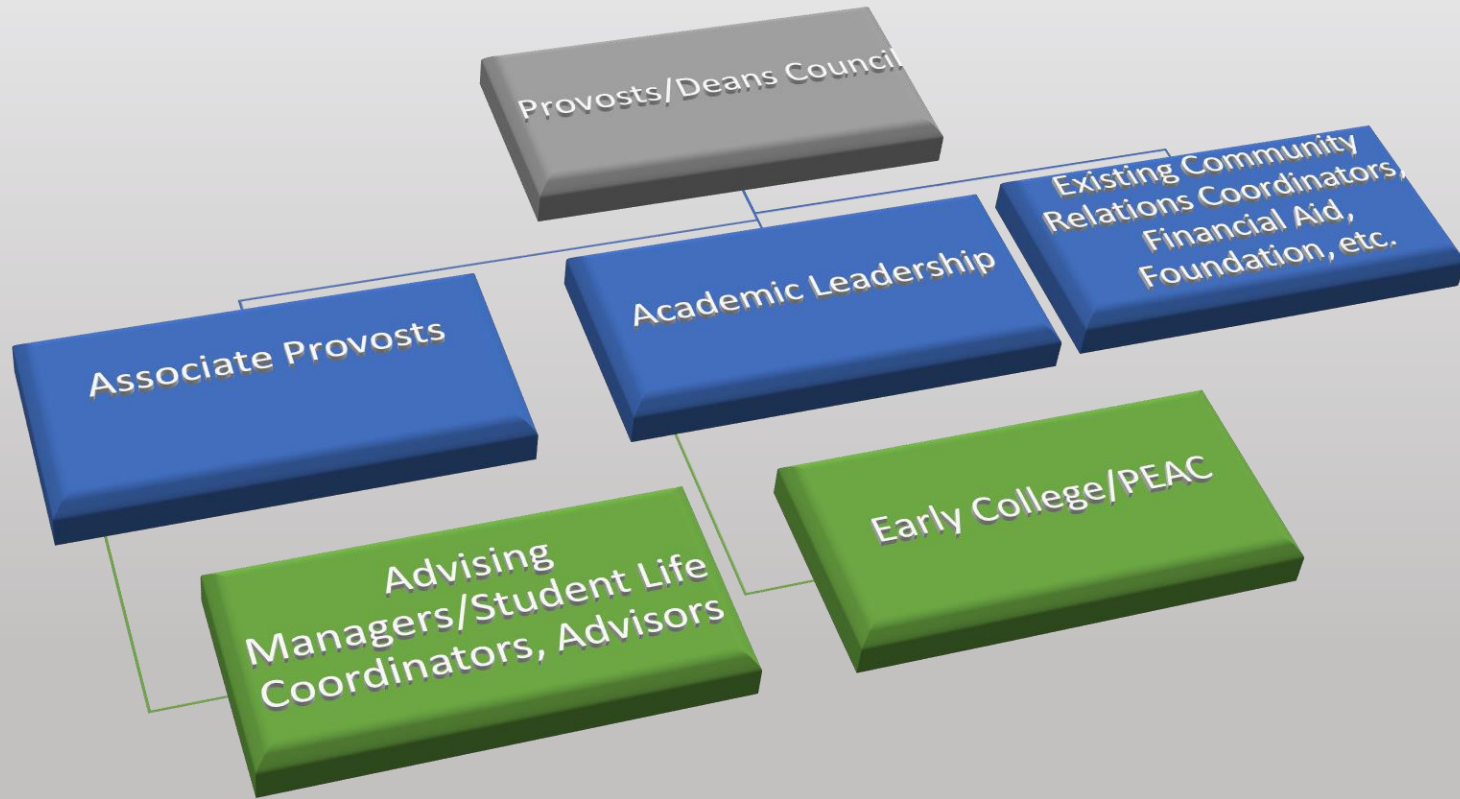 Provosts/Deans Council
Associate Provosts
Academic Leadership
Existing Community
Relations Coordinators,
Financial Aid,
Foundation, etc.
Advising
Managers/Student Life
Coordinators, Advisors
Early College/PEAC